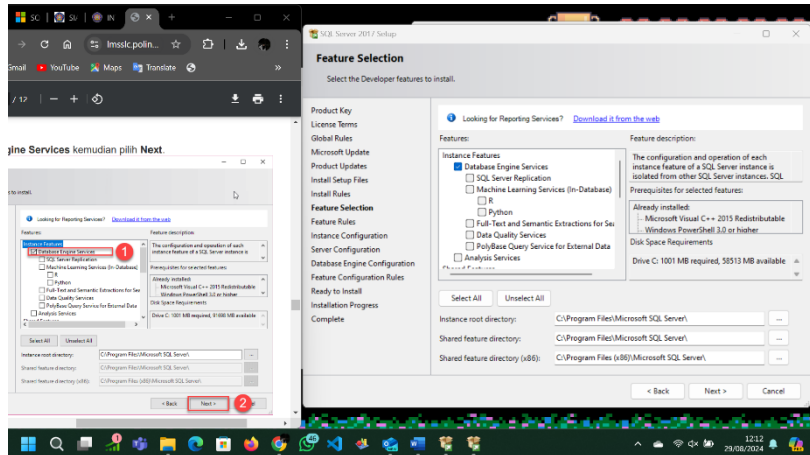 SC
IN
lmsslc.polin...
Gmail
YouTube
Maps
Translate
/ 12
gine Services kemudian pilih Next.
s to install.
Looking for Reporting Services? Download it from the web
Features:
Feature description:
Instance Features
Database Engine Services
SQL Server Replication
Machine Learning Services (In-Database)
R
Python
Full-Text and Semantic Extractions for Sea
Data Quality Services
PolyBase Query Service for External Data
Analysis Services
1
The configuration and operation of each
instance feature of a SQL Server instance is
Prerequisites for selected features:
Already installed:
Microsoft Visual C++ 2015 Redistributable
Windows PowerShell 3.0 or higher
Disk Space Requirements
Drive C: 1001 MB required, 91600 MB available
Select All
Unselect All
Instance root directory:
C:\Program Files\Microsoft SQL Server\
...
Shared feature directory:
C:\Program Files\Microsoft SQL Server\
Shared feature directory (x86):
C:\Program Files (x86)\Microsoft SQL Server\
< Back
Next >
2
SQL Server 2017 Setup
Feature Selection
Select the Developer features to install.
Product Key
License Terms
Global Rules
Microsoft Update
Product Updates
Install Setup Files
Install Rules
Feature Selection
Feature Rules
Instance Configuration
Server Configuration
Database Engine Configuration
Feature Configuration Rules
Ready to Install
Installation Progress
Complete
Looking for Reporting Services? Download it from the web
Features:
Instance Features
Database Engine Services
SQL Server Replication
Machine Learning Services (In-Database)
R
Python
Full-Text and Semantic Extractions for Sea
Data Quality Services
PolyBase Query Service for External Data
Analysis Services
Shared Features
Feature description:
The configuration and operation of each
instance feature of a SQL Server instance is
isolated from other SQL Server instances. SQL
Prerequisites for selected features:
Already installed:
Microsoft Visual C++ 2015 Redistributable
Windows PowerShell 3.0 or higher
Disk Space Requirements
Drive C: 1001 MB required, 58513 MB available
Select All
Unselect All
Instance root directory:
C:\Program Files\Microsoft SQL Server\
...
Shared feature directory:
C:\Program Files\Microsoft SQL Server\
...
Shared feature directory (x86):
C:\Program Files (x86)\Microsoft SQL Server\
...
< Back
Next >
Cancel
46
12:12
29/08/2024